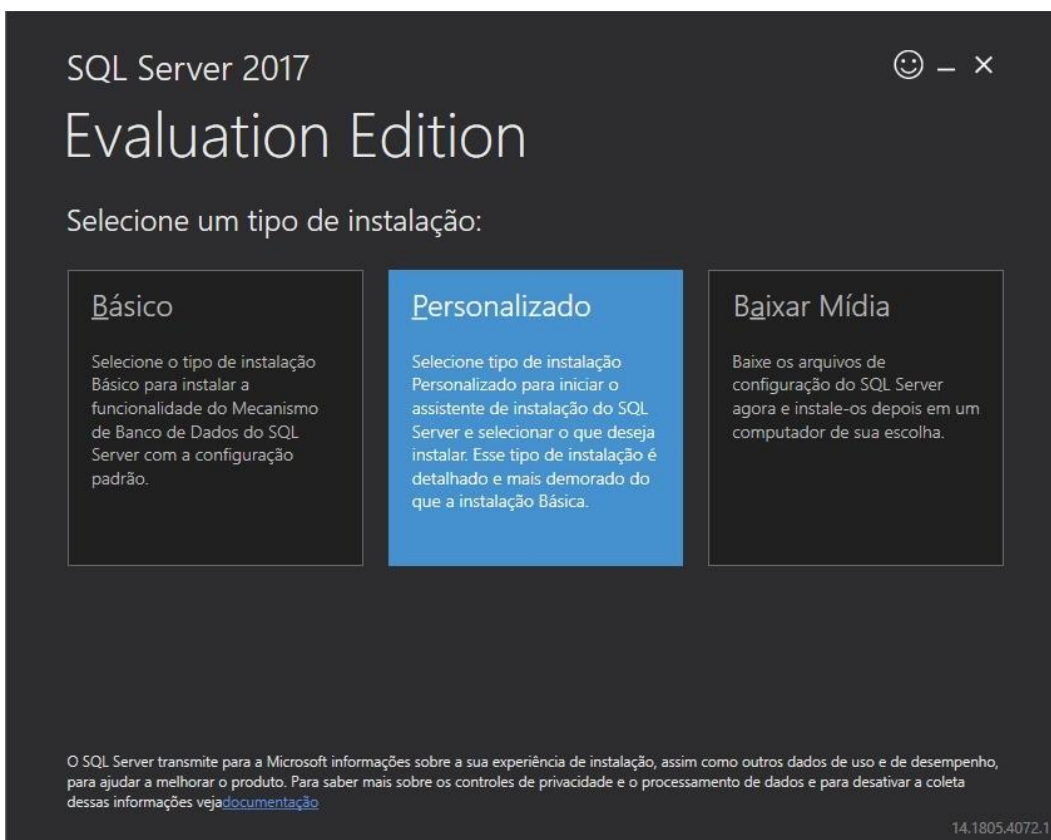 SQL Server 2017
Evaluation Edition
Selecione um tipo de instalação:
Básico
Selecione o tipo de instalação
Básico para instalar a
funcionalidade do Mecanismo
de Banco de Dados do SQL
Server com a configuração
padrão.
Personalizado
Selecione tipo de instalação
Personalizado para iniciar o
assistente de instalação do SQL
Server e selecionar o que deseja
instalar. Esse tipo de instalação é
detalhado e mais demorado do
que a instalação Básica.
Baixar Mídia
Baixe os arquivos de
configuração do SQL Server
agora e instale-os depois em um
computador de sua escolha.
O SQL Server transmite para a Microsoft informações sobre a sua experiência de instalação, assim como outros dados de uso e de desempenho,
para ajudar a melhorar o produto. Para saber mais sobre os controles de privacidade e o processamento de dados e para desativar a coleta
dessas informações vejadocumentação
14.1805.4072.1